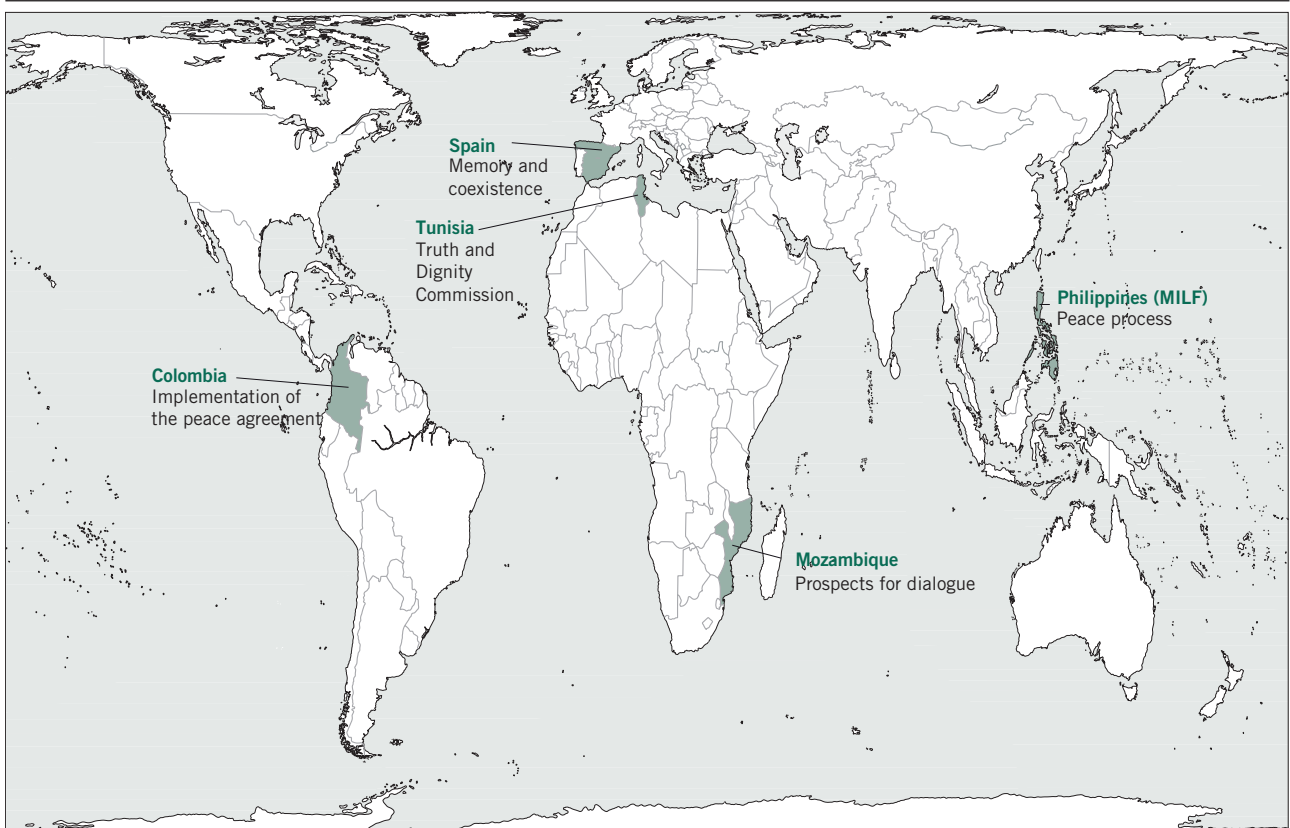 Spain
Memory and
coexistence
Tunisia
Truth and
Dignity
Commission
Philippines (MILF)
Peace process
Colombia
Implementation of
the peace agreement
Mozambique
Prospects for dialogue